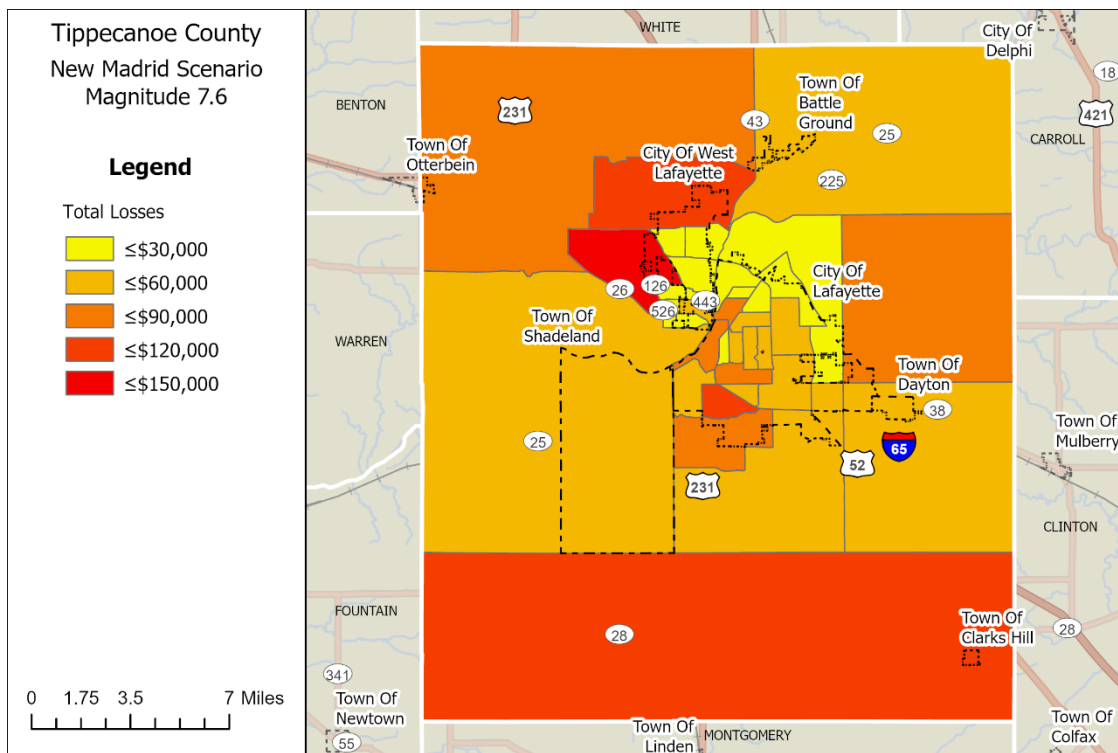 Tippecanoe County
New Madrid Scenario
Magnitude 7.6
Legend
Total Losses
≤$30,000
≤$60,000
≤$90,000
≤$120,000
≤$150,000
0 1.75 3.5 7 Miles
WHITE
City Of
Delphi
18
BENTON
231
43
Town Of
Battle
Ground
25
421
CARROLL
Town Of
Otterbein
City Of West
Lafayette
225
26
126
526
443
City Of
Lafayette
Town Of
Shadeland
WARREN
Town Of
Dayton
38
25
65
52
Town Of
Mulberry
231
CLINTON
FOUNTAIN
28
Town Of
Clarks Hill
28
341
Town Of
Newtown
55
Town Of
Linden
MONTGOMERY
Town Of
Colfax